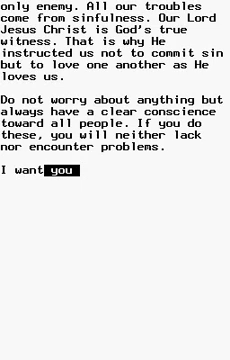 only enemy. All our troubles
come from sinfulness. Our Lord
Jesus Christ is God's true
witness. That is why He
instructed us not to commit sin
but to love one another as He
loves us.

Do not worry about anything but
always have a clear conscience
toward all people. If you do
these, you will neither lack
nor encounter problems.

I want you